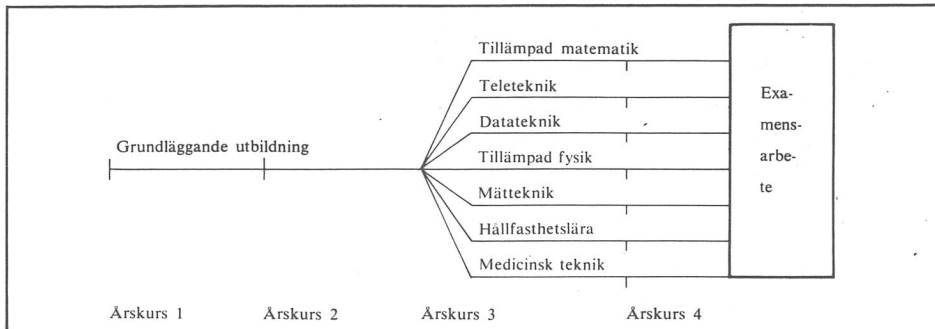 Tillämpad matematik
Teleteknik
Datateknik
Grundläggande utbildning
Tillämpad fysik
Mätteknik
Hållfasthetslära
Medicinsk teknik
Exa-
mens-
arbe-
te
Årskurs 1 Årskurs 2 Årskurs 3 Årskurs 4